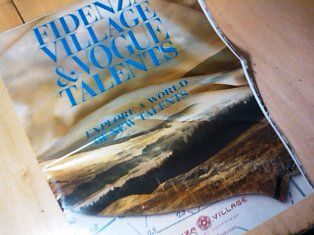 FIDENZA
VILLAGE
& VOGUE
TALENTS
EXPLORE A WORLD
OF NEW TALENTS
VILLAGE